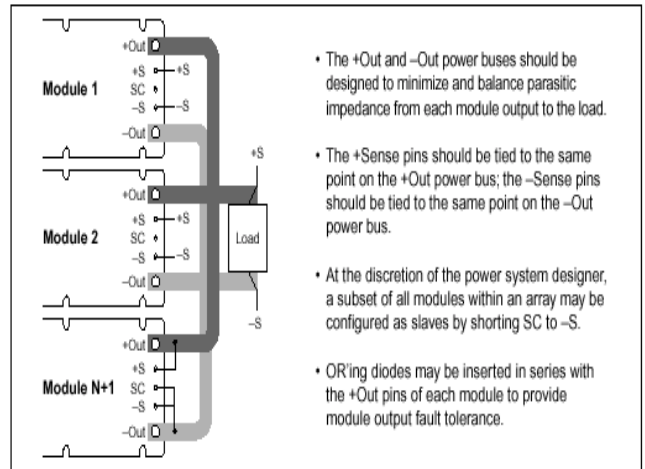 +Out
+S
+S
Module 1
SC
–S
–S
–Out
+S
+Out
+S
+S
Module 2
SC
Load
–S
–S
–Out
–S
+Out
+S
Module N+1
SC
–S
–Out
• The +Out and –Out power buses should be
designed to minimize and balance parasitic
impedance from each module output to the load.
• The +Sense pins should be tied to the same
point on the +Out power bus; the –Sense pins
should be tied to the same point on the –Out
power bus.
• At the discretion of the power system designer,
a subset of all modules within an array may be
configured as slaves by shorting SC to –S.
• OR'ing diodes may be inserted in series with
the +Out pins of each module to provide
module output fault tolerance.